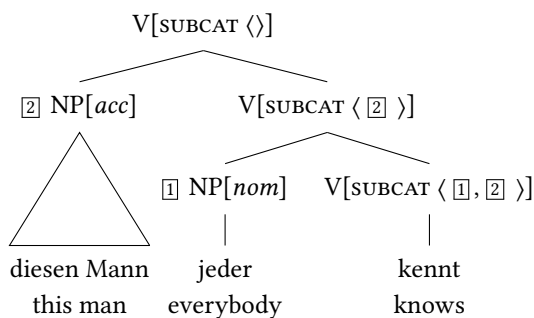 V[SUBCAT ⟨⟩]
[2] NP[acc] V[SUBCAT ⟨ [2] ⟩]
[1] NP[nom] V[SUBCAT ⟨ [1], [2] ⟩]
diesen Mann jeder kennt
this man everybody knows